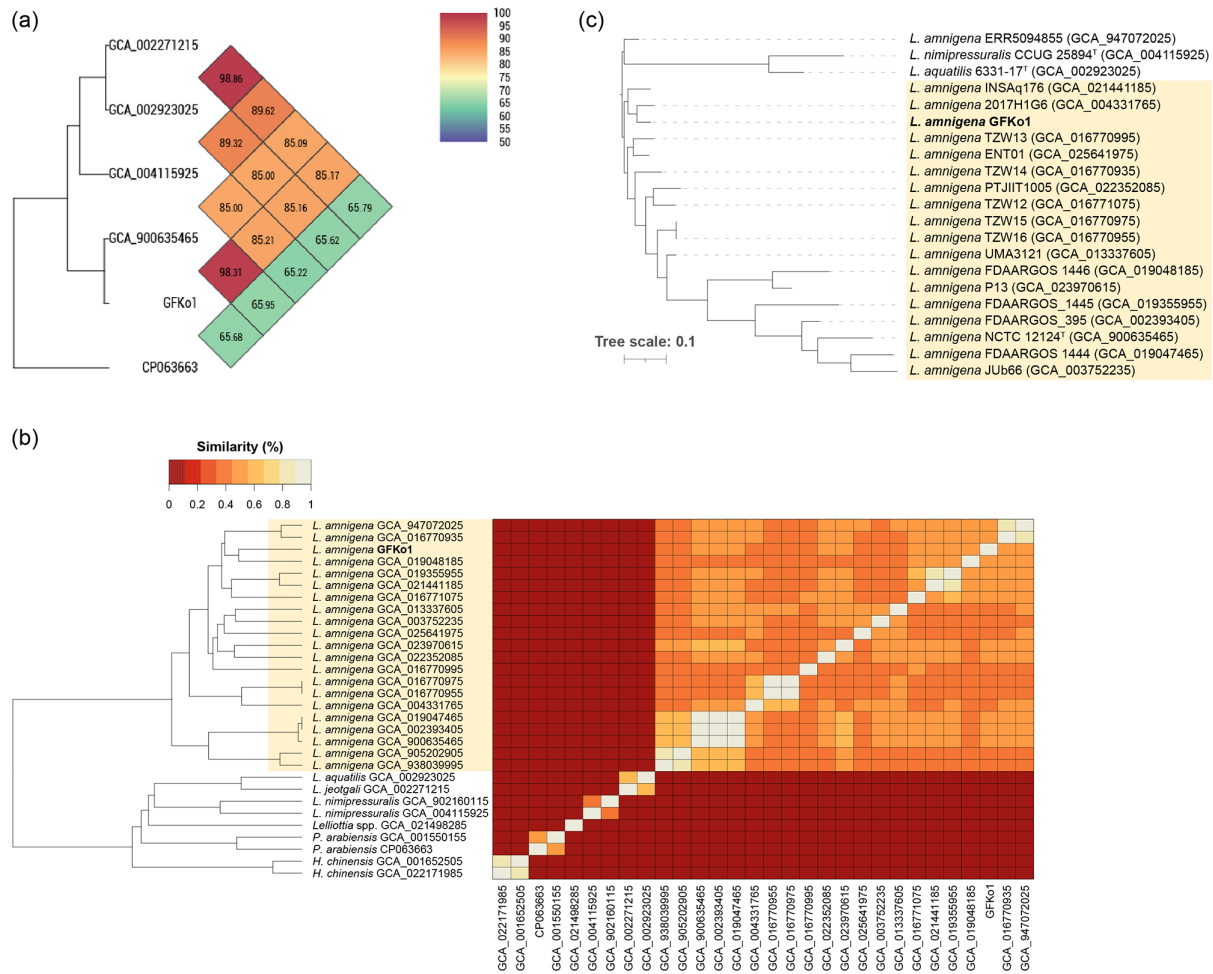 (a)
GCA_002271215
GCA_002923025
GCA_004115925
GCA_900635465
GFKo1
CP063663
98.86
89.62
89.32
85.09
85.00
85.17
85.00
85.16
65.79
85.21
65.62
98.31
65.22
65.95
65.68
100
95
90
85
80
75
70
65
60
55
50
(c)
L. amnigena ERR5094855 (GCA_947072025)
L. nimipressuralis CCUG 25894ᵀ (GCA_004115925)
L. aquatilis 6331-17ᵀ (GCA_002923025)
L. amnigena INSAq176 (GCA_021441185)
L. amnigena 2017H1G6 (GCA_004331765)
L. amnigena GFKo1
L. amnigena TZW13 (GCA_016770995)
L. amnigena ENT01 (GCA_025641975)
L. amnigena TZW14 (GCA_016770935)
L. amnigena PTJIIT1005 (GCA_022352085)
L. amnigena TZW12 (GCA_016771075)
L. amnigena TZW15 (GCA_016770975)
L. amnigena TZW16 (GCA_016770955)
L. amnigena UMA3121 (GCA_013337605)
L. amnigena FDAARGOS_1446 (GCA_019048185)
L. amnigena P13 (GCA_023970615)
L. amnigena FDAARGOS_1445 (GCA_019355955)
L. amnigena FDAARGOS_395 (GCA_002393405)
L. amnigena NCTC 12124ᵀ (GCA_900635465)
L. amnigena FDAARGOS_1444 (GCA_019047465)
L. amnigena JUb66 (GCA_003752235)
Tree scale: 0.1
(b)
Similarity (%)
0 0.2 0.4 0.6 0.8 1
L. amnigena GCA_947072025
L. amnigena GCA_016770935
L. amnigena GFKo1
L. amnigena GCA_019048185
L. amnigena GCA_019355955
L. amnigena GCA_021441185
L. amnigena GCA_016771075
L. amnigena GCA_013337605
L. amnigena GCA_003752235
L. amnigena GCA_025641975
L. amnigena GCA_023970615
L. amnigena GCA_022352085
L. amnigena GCA_016770995
L. amnigena GCA_016770975
L. amnigena GCA_016770955
L. amnigena GCA_004331765
L. amnigena GCA_019047465
L. amnigena GCA_002393405
L. amnigena GCA_900635465
L. amnigena GCA_905202905
L. amnigena GCA_938039995
L. aquatilis GCA_002923025
L. jeotgali GCA_002271215
L. nimipressuralis GCA_902160115
L. nimipressuralis GCA_004115925
Lelliottia spp. GCA_021498285
P. arabiensis GCA_001550155
P. arabiensis CP063663
H. chinensis GCA_001652505
H. chinensis GCA_022171985
GCA_022171985
GCA_001652505
CP063663
GCA_001550155
GCA_021498285
GCA_004115925
GCA_902160115
GCA_002271215
GCA_002923025
GCA_938039995
GCA_905202905
GCA_900635465
GCA_002393405
GCA_019047465
GCA_004331765
GCA_016770955
GCA_016770975
GCA_016770995
GCA_022352085
GCA_023970615
GCA_025641975
GCA_003752235
GCA_013337605
GCA_016771075
GCA_021441185
GCA_019355955
GCA_019048185
GFKo1
GCA_016770935
GCA_947072025